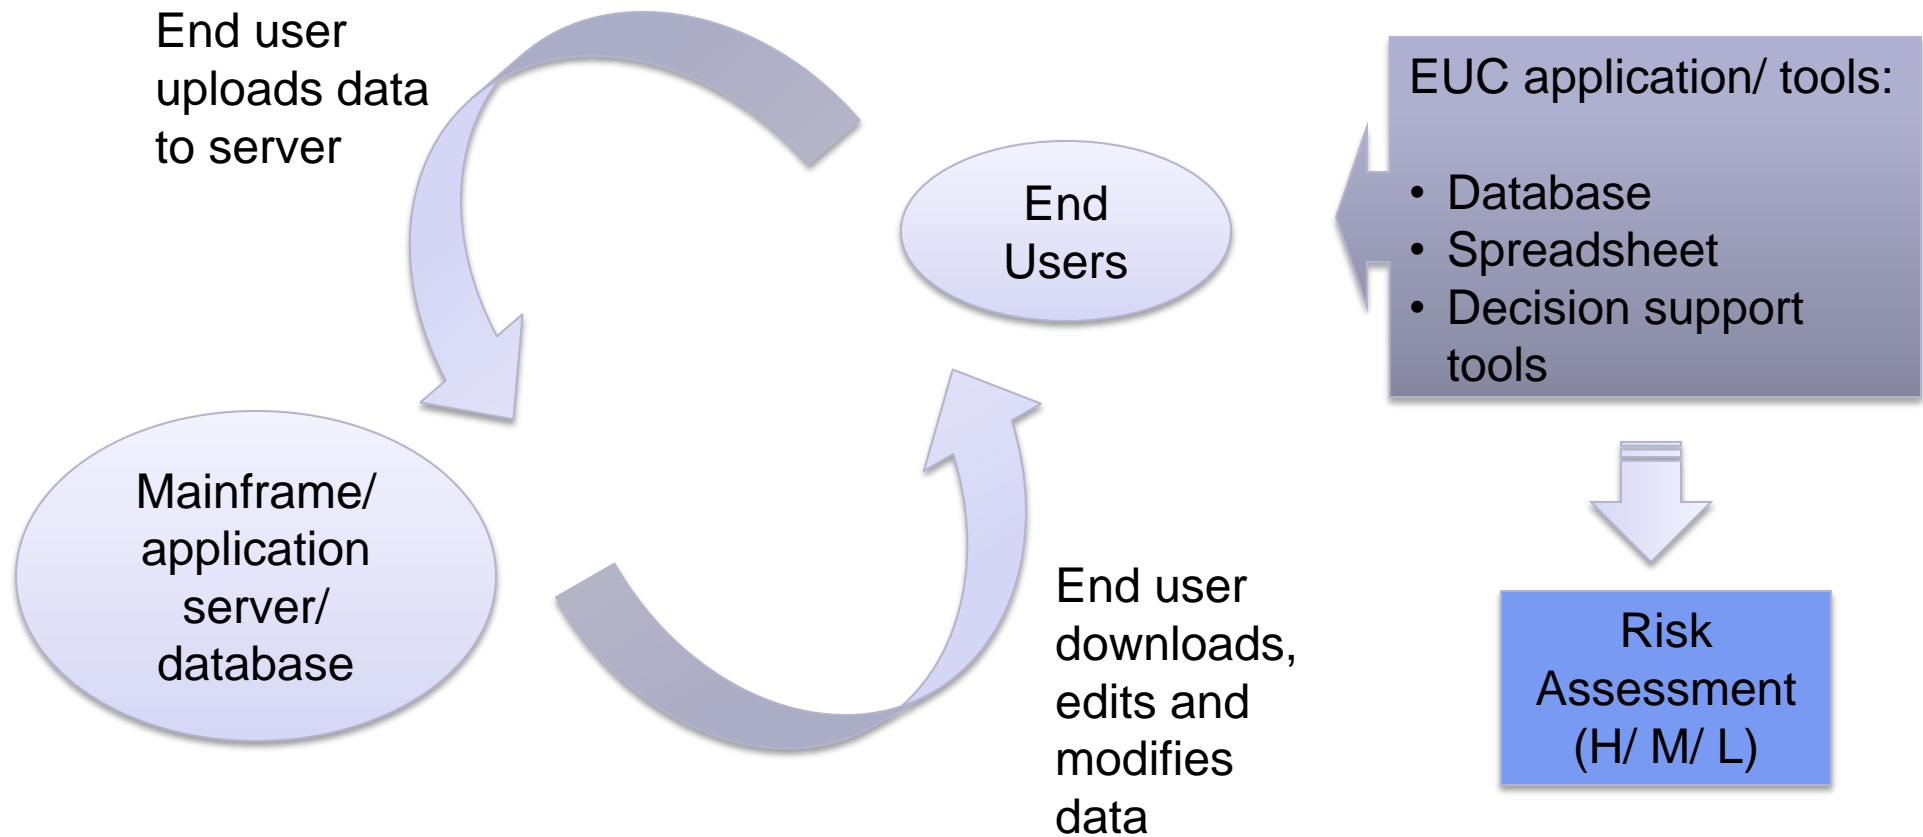 End user
uploads data
to server
End
Users
EUC application/ tools:
• Database
• Spreadsheet
• Decision support
tools
Mainframe/
application
server/
database
End user
downloads,
edits and
modifies
data
Risk
Assessment
(H/ M/ L)